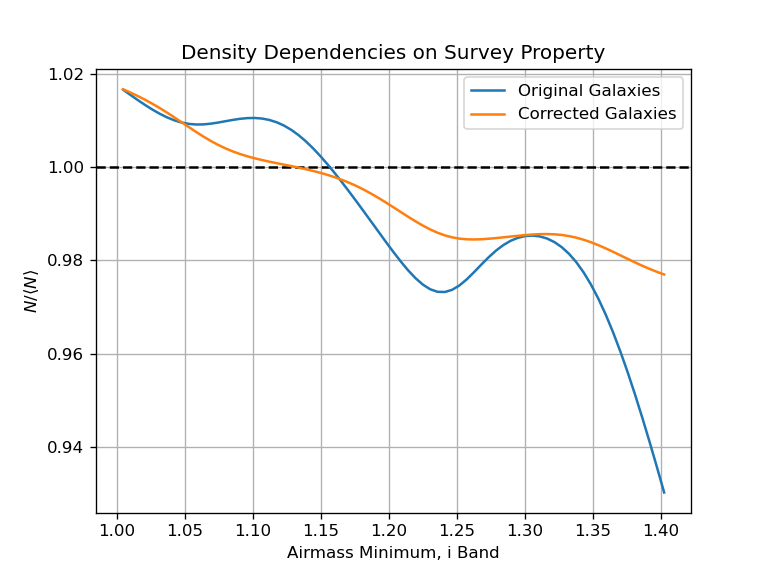 Density Dependencies on Survey Property
Original Galaxies
Corrected Galaxies
N/⟨N⟩
1.02
1.00
0.98
0.96
0.94
1.00 1.05 1.10 1.15 1.20 1.25 1.30 1.35 1.40
Airmass Minimum, i Band